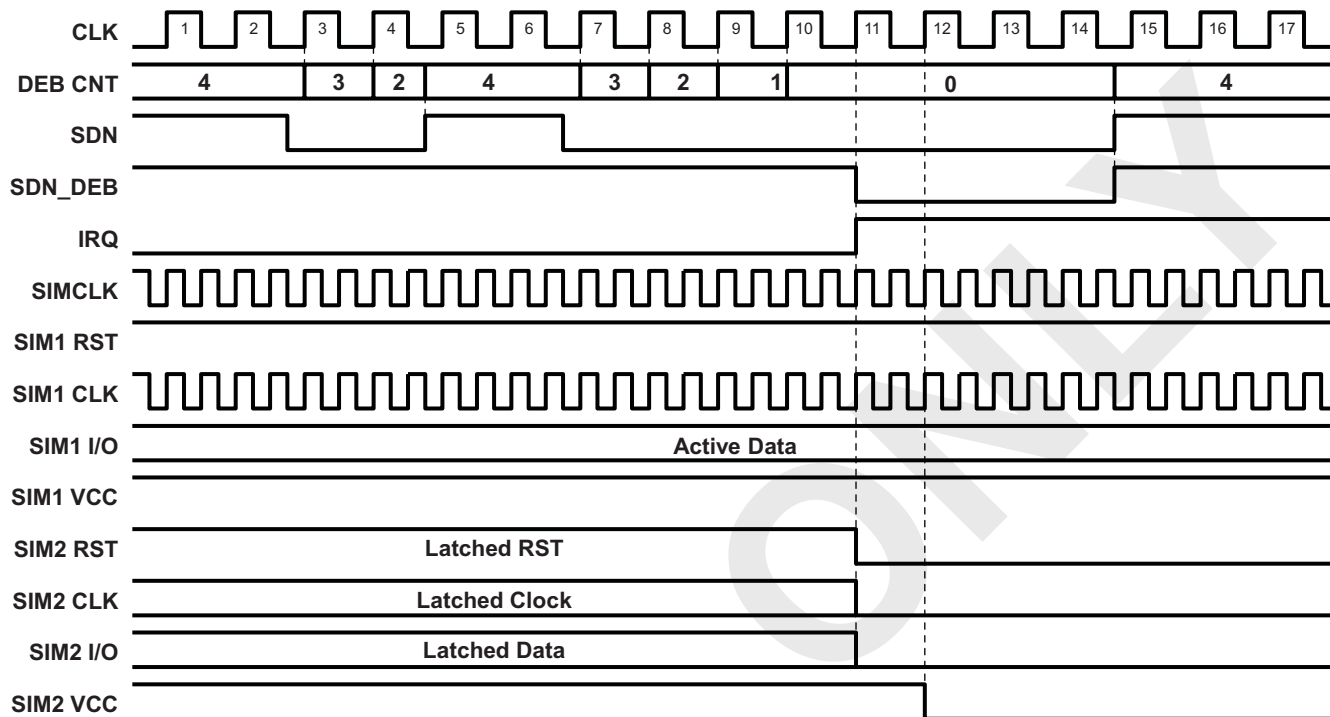 CLK 1 2 3 4 5 6 7 8 9 10 11 12 13 14 15 16 17
DEB CNT 4 3 2 4 3 2 1 0 4
SDN
SDN_DEB
IRQ
SIMCLK
SIM1 RST
SIM1 CLK
SIM1 I/O Active Data
SIM1 VCC
SIM2 RST Latched RST
SIM2 CLK Latched Clock
SIM2 I/O Latched Data
SIM2 VCC
ONLY